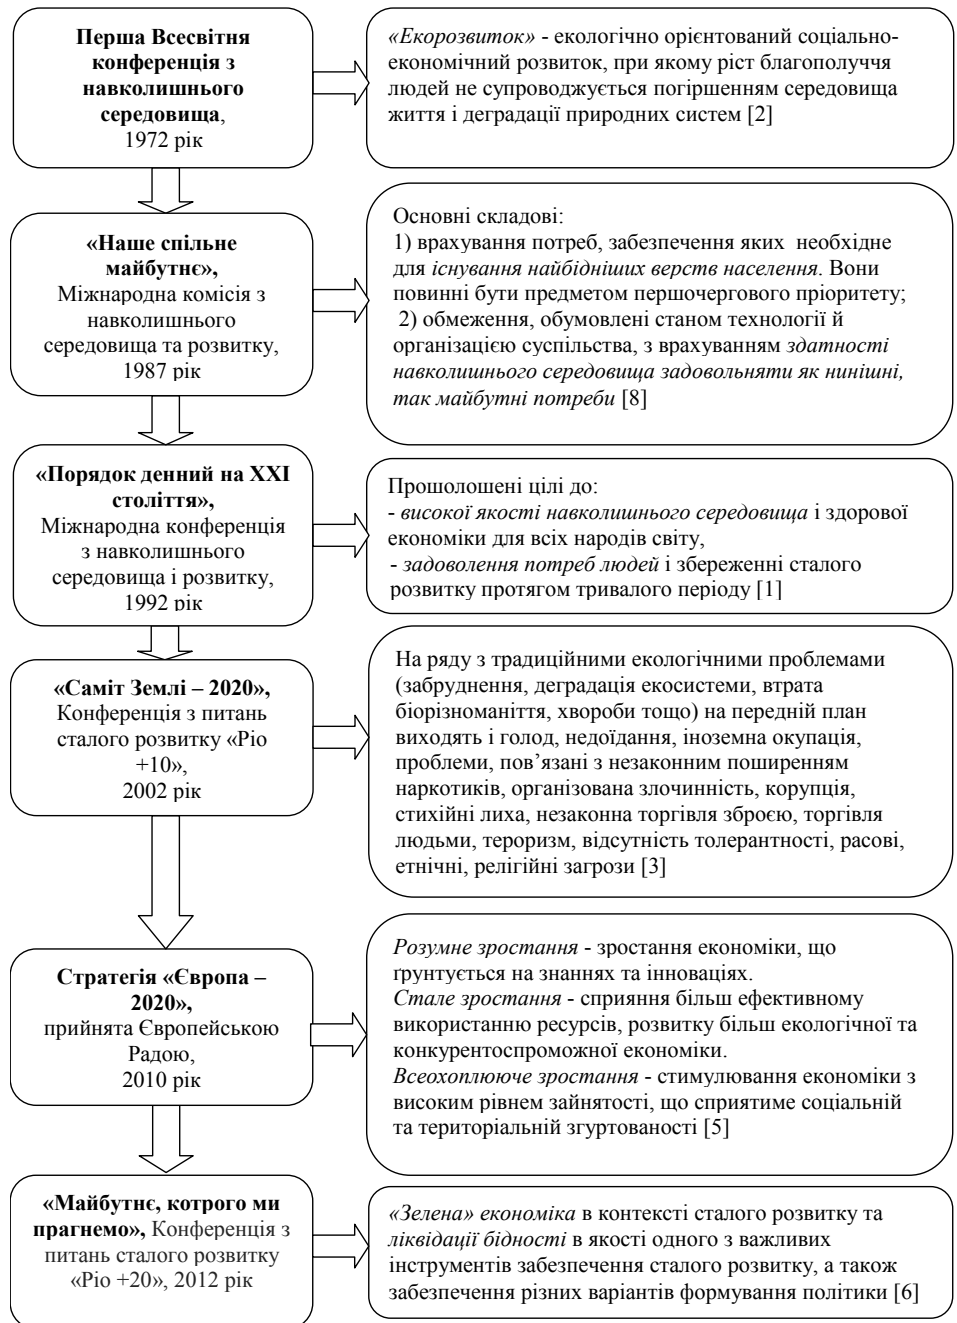 Перша Всесвітня
конференція з
навколишнього
середовища,
1972 рік
«Екорозвиток» - екологічно орієнтований соціально-
економічний розвиток, при якому ріст благополуччя
людей не супроводжується погіршенням середовища
життя і деградації природних систем [2]
«Наше спільне
майбутнє»,
Міжнародна комісія з
навколишнього
середовища та розвитку,
1987 рік
Основні складові:
1) врахування потреб, забезпечення яких необхідне
для існування найбідніших верств населення. Вони
повинні бути предметом першочергового пріоритету;
2) обмеження, обумовлені станом технології й
організацією суспільства, з врахуванням здатності
навколишнього середовища задовольняти як нинішні,
так майбутні потреби [8]
«Порядок денний на ХХІ
століття»,
Міжнародна конференція
з навколишнього
середовища і розвитку,
1992 рік
Прошолошені цілі до:
- високої якості навколишнього середовища і здорової
економіки для всіх народів світу,
- задоволення потреб людей і збереженні сталого
розвитку протягом тривалого періоду [1]
«Саміт Землі – 2020»,
Конференція з питань
сталого розвитку «Ріо
+10»,
2002 рік
На ряду з традиційними екологічними проблемами
(забруднення, деградація екосистеми, втрата
біорізноманіття, хвороби тощо) на передній план
виходять і голод, недоїдання, іноземна окупація,
проблеми, пов’язані з незаконним поширенням
наркотиків, організована злочинність, корупція,
стихійні лиха, незаконна торгівля зброєю, торгівля
людьми, тероризм, відсутність толерантності, расові,
етнічні, релігійні загрози [3]
Стратегія «Європа –
2020»,
прийнята Європейською
Радою,
2010 рік
Розумне зростання - зростання економіки, що
ґрунтується на знаннях та інноваціях.
Стале зростання - сприяння більш ефективному
використанню ресурсів, розвитку більш екологічної та
конкурентоспроможної економіки.
Всеохоплююче зростання - стимулювання економіки з
високим рівнем зайнятості, що сприятиме соціальній
та територіальній згуртованості [5]
«Майбутнє, котрого ми
прагнемо», Конференція з
питань сталого розвитку
«Ріо +20», 2012 рік
«Зелена» економіка в контексті сталого розвитку та
ліквідації бідності в якості одного з важливих
інструментів забезпечення сталого розвитку, а також
забезпечення різних варіантів формування політики [6]